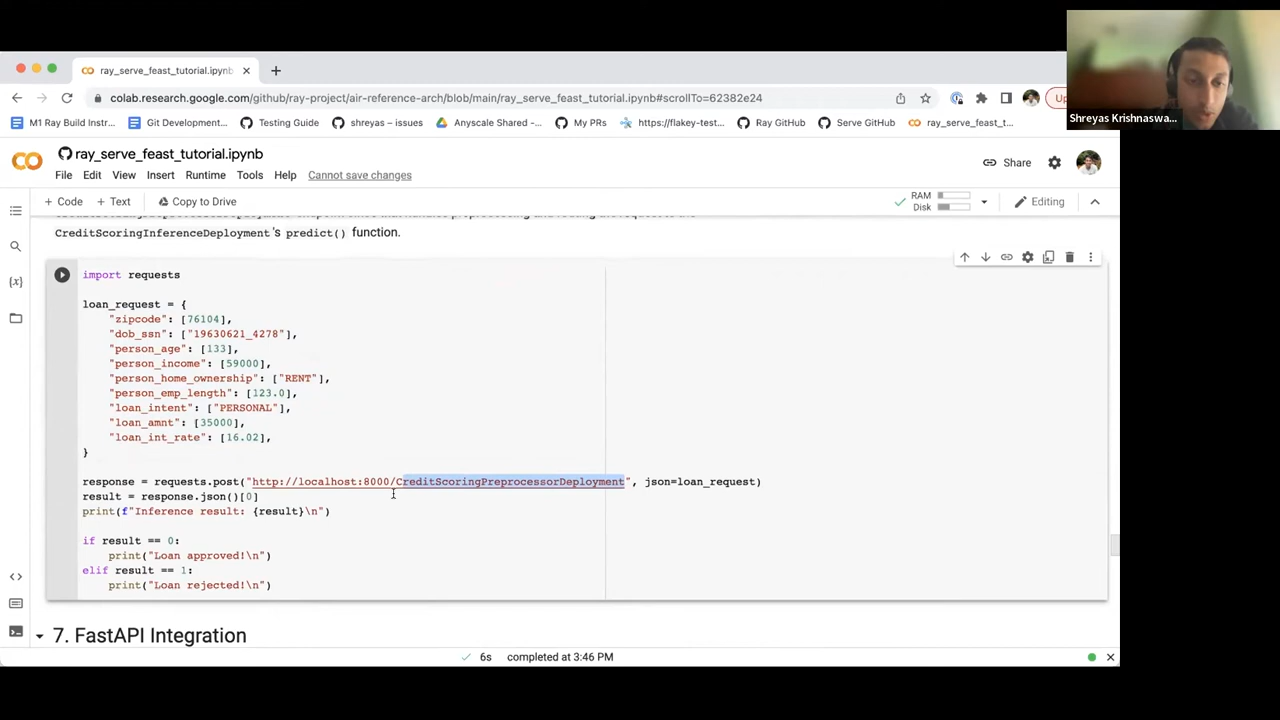 ray_serve_feast_tutorial.ipynb
colab.research.google.com/github/ray-project/air-reference-arch/blob/main/ray_serve_feast_tutorial.ipynb#scrollTo=62382e24
Up
M1 Ray Build Instr...
Git Development...
Testing Guide
shreyas – issues
Anyscale Shared -...
My PRs
https://flakey-test...
Ray GitHub
Serve GitHub
ray_serve_feast_t...
Shreyas Krishnaswa...
ray_serve_feast_tutorial.ipynb
Share
File Edit View Insert Runtime Tools Help Cannot save changes
+ Code + Text Copy to Drive
RAM
Disk
Editing
CreditScoringInferenceDeployment's predict() function.
import requests
loan_request = {
"zipcode": [76104],
"dob_ssn": ["19630621_4278"],
"person_age": [133],
"person_income": [59000],
"person_home_ownership": ["RENT"],
"person_emp_length": [123.0],
"loan_intent": ["PERSONAL"],
"loan_amnt": [35000],
"loan_int_rate": [16.02],
}
response = requests.post("http://localhost:8000/CreditScoringPreprocessorDeployment", json=loan_request)
result = response.json()[0]
print(f"Inference result: {result}\n")
if result == 0:
print("Loan approved!\n")
elif result == 1:
print("Loan rejected!\n")
7. FastAPI Integration
6s completed at 3:46 PM